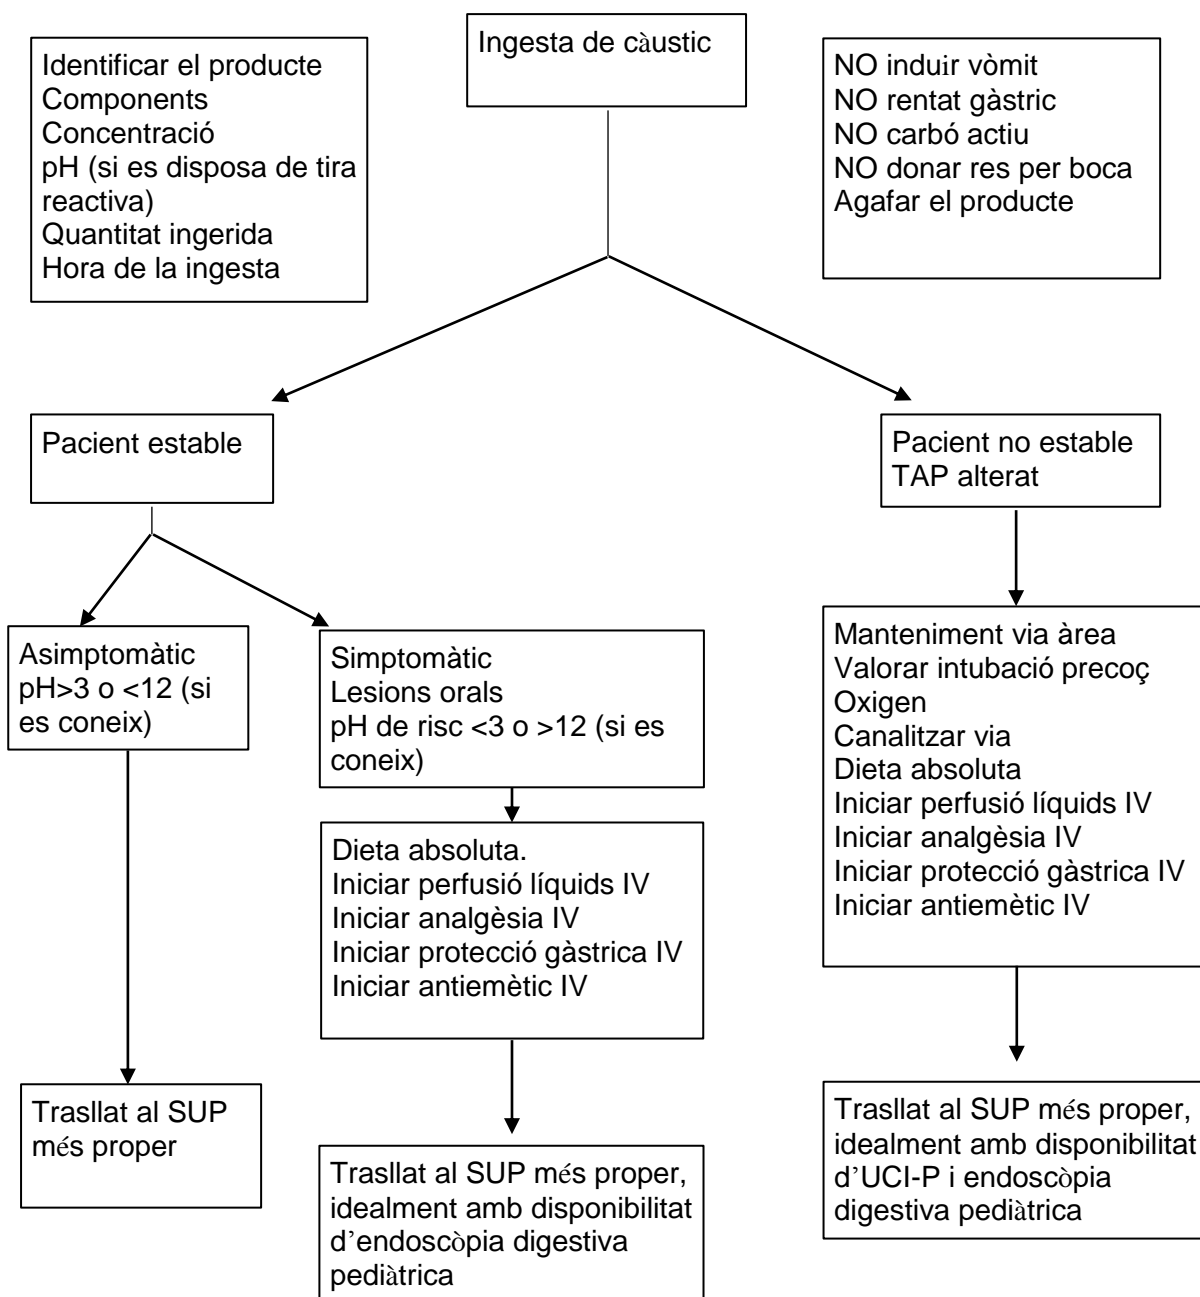 Ingesta de càustic
Identificar el producte
Components
Concentració
pH (si es disposa de tira
reactiva)
Quantitat ingerida
Hora de la ingesta
NO induir vòmit
NO rentat gàstric
NO carbó actiu
NO donar res per boca
Agafar el producte
Pacient estable
Pacient no estable
TAP alterat
Asimptomàtic
pH>3 o <12 (si
es coneix)
Simptomàtic
Lesions orals
pH de risc <3 o >12 (si es
coneix)
Manteniment via àrea
Valorar intubació precoç
Oxigen
Canalitzar via
Dieta absoluta
Iniciar perfusió líquids IV
Iniciar analgèsia IV
Iniciar protecció gàstrica IV
Iniciar antiemètic IV
Dieta absoluta.
Iniciar perfusió líquids IV
Iniciar analgèsia IV
Iniciar protecció gàstrica IV
Iniciar antiemètic IV
Trasllat al SUP
més proper
Trasllat al SUP més proper,
idealment amb disponibilitat
d’endoscòpia digestiva
pediàtrica
Trasllat al SUP més proper,
idealment amb disponibilitat
d’UCI-P i endoscòpia
digestiva pediàtrica